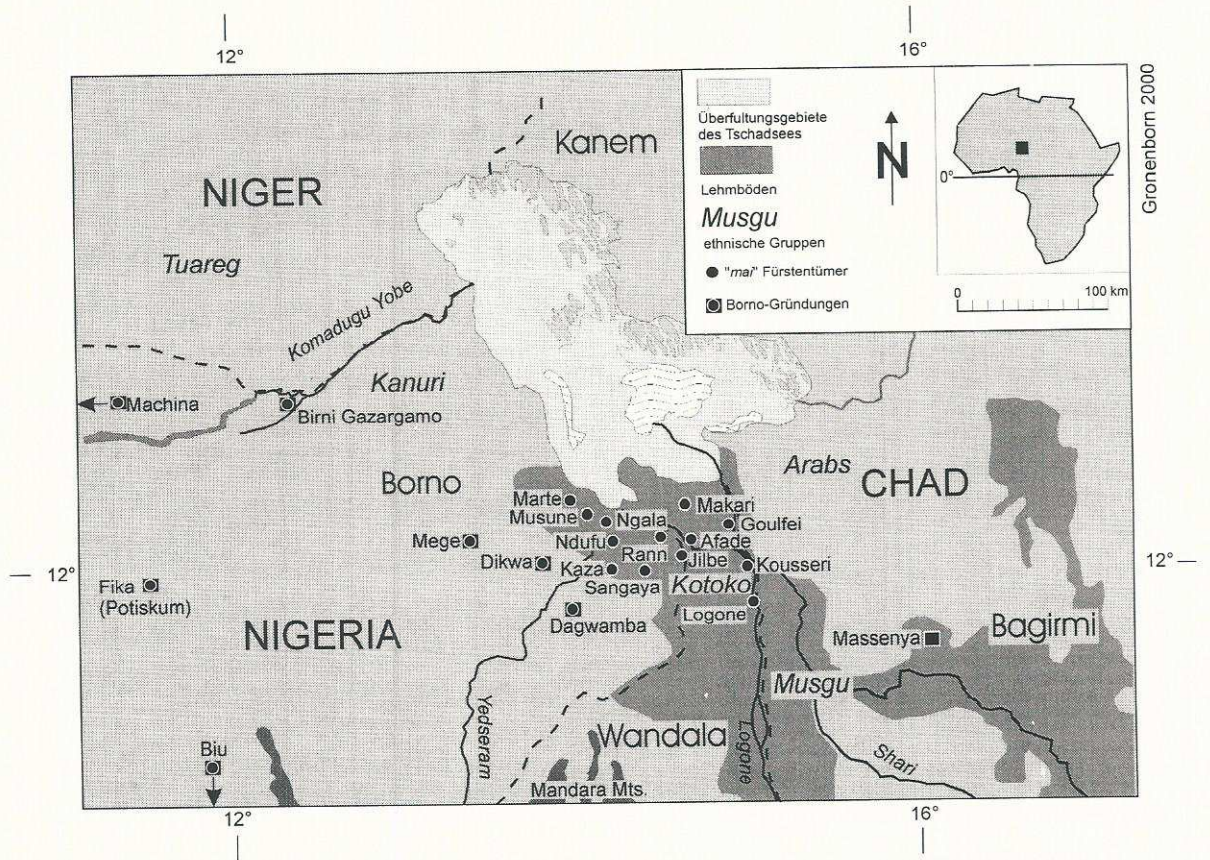 12°
16°
Kanem
NIGER
Tuareg
Komadugu Yobe
Kanuri
Machina
Birni Gazargamo
Überfultungsgebiete
des Tschadsees
Lehmböden
Musgu
ethnische Gruppen
"mai" Fürstentümer
Borno-Gründungen
N
0°
0 100 km
Gronenborn 2000
Borno
Arabs
CHAD
Marte
Makari
Musune
Ngala
Goulfei
Mege
Ndufu
Afade
Rann
Dikwa
Jilbe
Kaza
Kousseri
12°
12°
Sangaya
Kotoko
Fika
(Potiskum)
Logone
Dagwamba
NIGERIA
Massenya
Bagirmi
Musgu
Yedseram
Wandala
Logone
Shari
Biu
Mandara Mts.
12°
16°